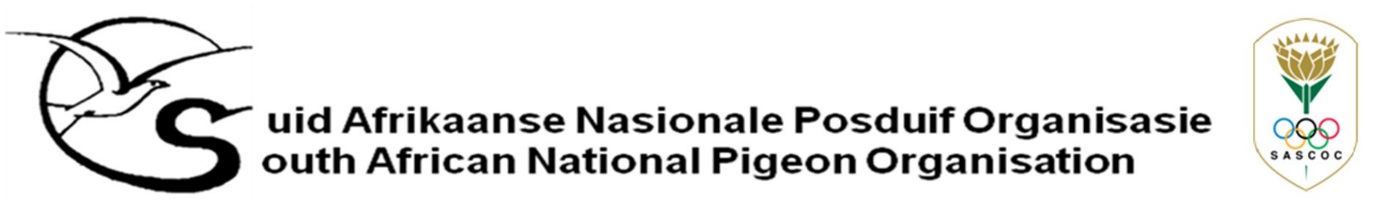 Suid Afrikaanse Nasionale Posduif Organisasie
South African National Pigeon Organisation
SASCOC